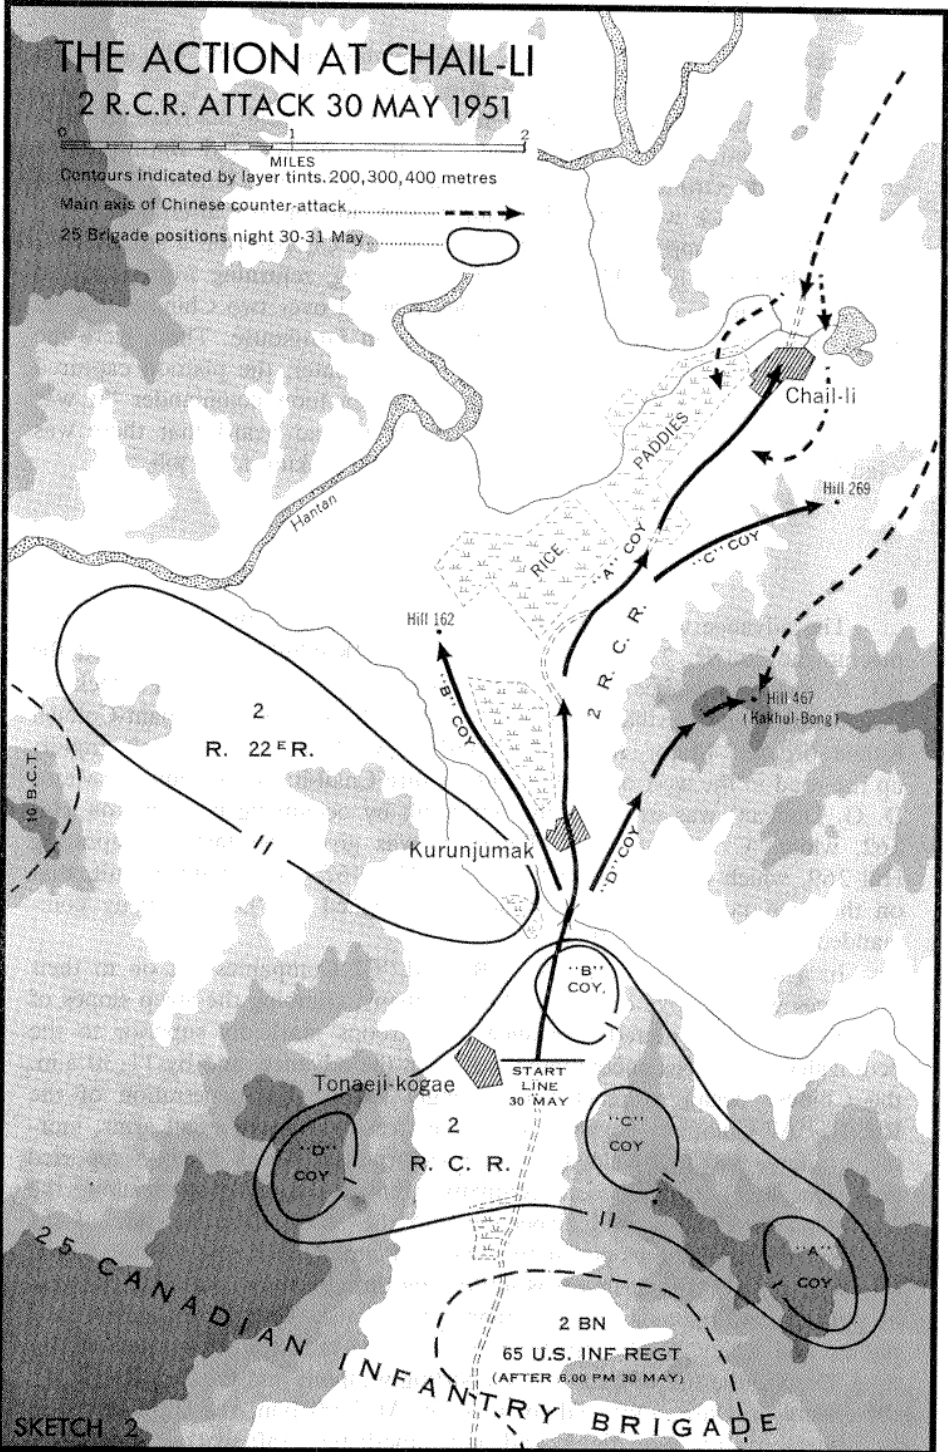 THE ACTION AT CHAIL-LI
2 R.C.R. ATTACK 30 MAY 1951
0 1 2
MILES
Contours indicated by layer tints. 200, 300, 400 metres
Main axis of Chinese counter-attack
25 Brigade positions night 30-31 May
Chail-li
PADDIES
RICE
Hantan
Hill 269
"A" COY
"C" COY
2 R. C. R.
Hill 162
"B" COY
Hill 467
(Kakhul-Bong)
2
R. 22ᴱR.
II
10 B.C.T.
"D" COY
Kurunjumak
"B"
COY.
I
START
LINE
30 MAY
Tonaeji-kogae
2
R. C. R.
"C"
COY
I
"D"
COY
I
II
"A"
COY
I
2 BN
65 U.S. INF REGT
(AFTER 6.00 PM 30 MAY)
25 CANADIAN INFANTRY BRIGADE
SKETCH 2